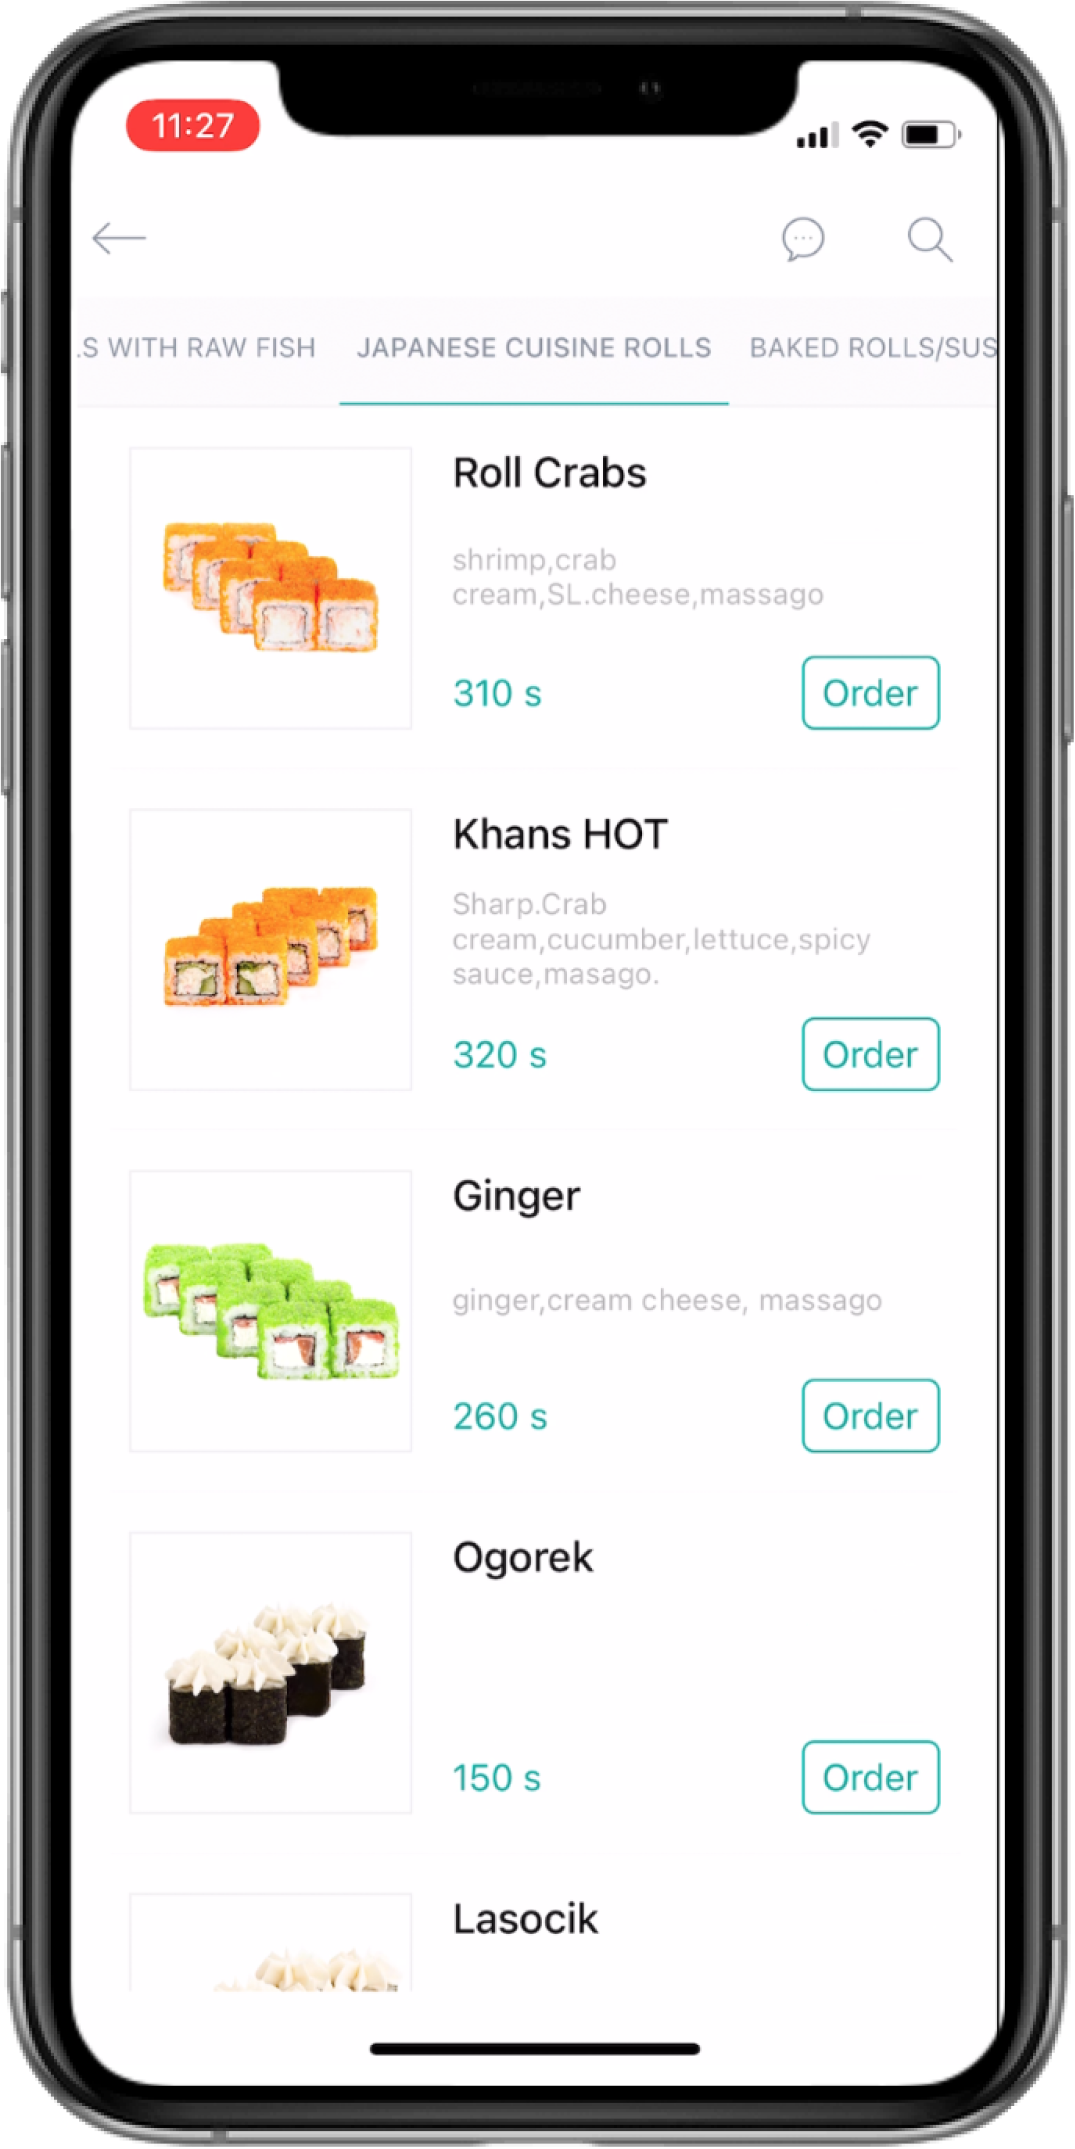 11:27
.S WITH RAW FISH
JAPANESE CUISINE ROLLS
BAKED ROLLS/SUS
Roll Crabs
shrimp,crab
cream,SL.cheese,massago
310 s
Order
Khans HOT
Sharp.Crab
cream,cucumber,lettuce,spicy
sauce,masago.
320 s
Order
Ginger
ginger,cream cheese, massago
260 s
Order
Ogorek
150 s
Order
Lasocik